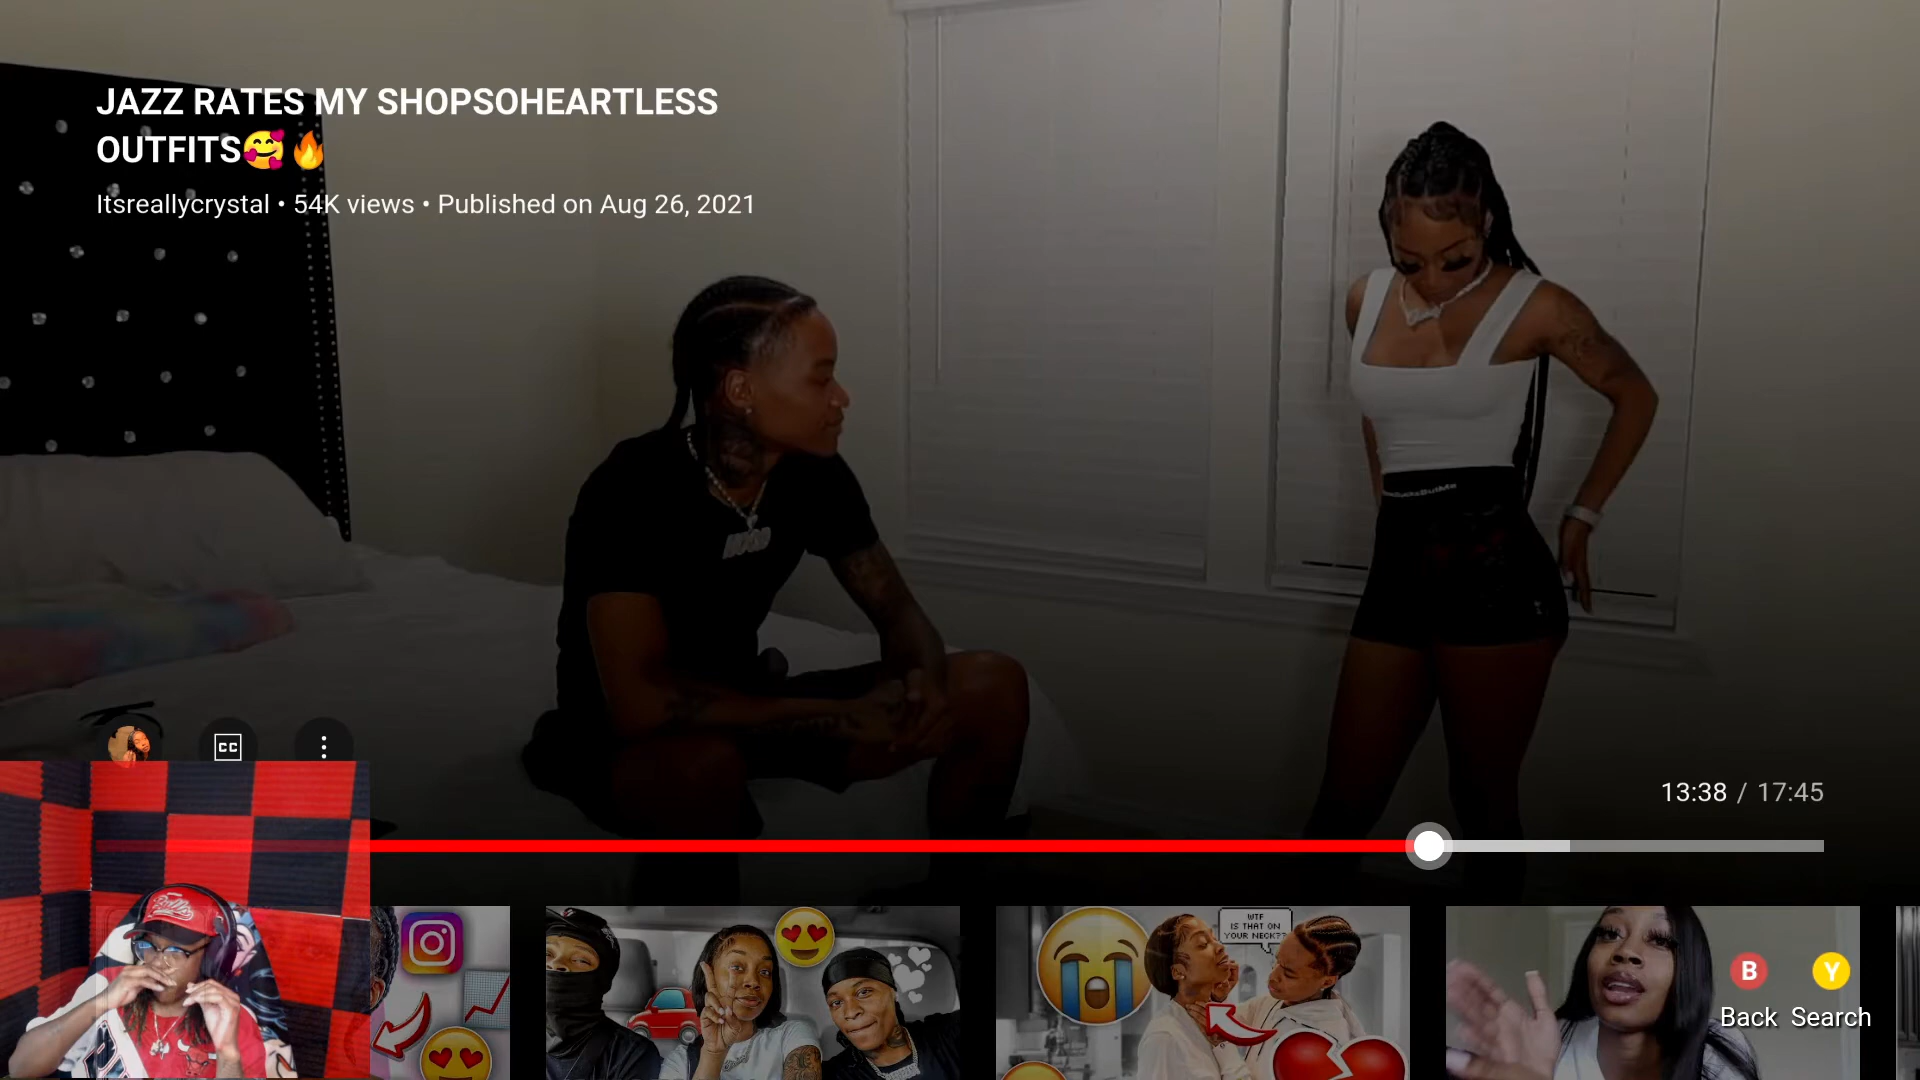 JAZZ RATES MY SHOPSOHEARTLESS
OUTFITS🥰🔥
Itsreallycrystal • 54K views • Published on Aug 26, 2021
CC
13:38 / 17:45
Bulls
WTF
IS THAT ON
YOUR NECK??
B
Y
Back
Search